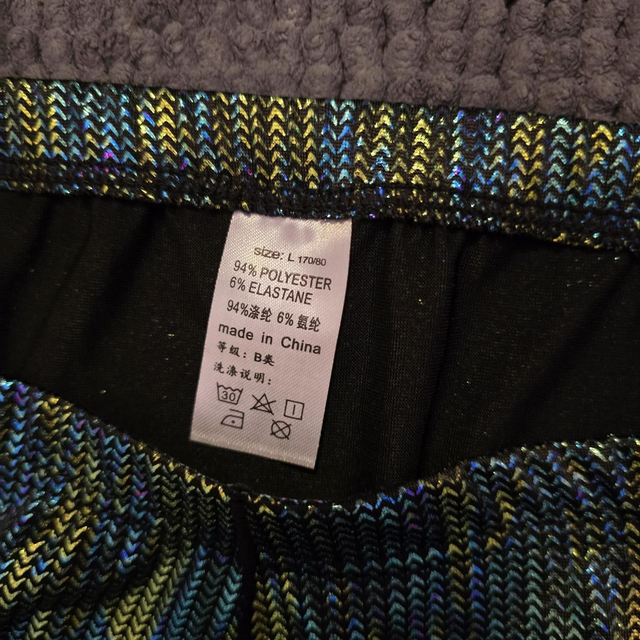 size: L 170/80
94% POLYESTER
6% ELASTANE
94%涤纶 6% 氨纶
made in China
等级: B类
洗涤说明:
30